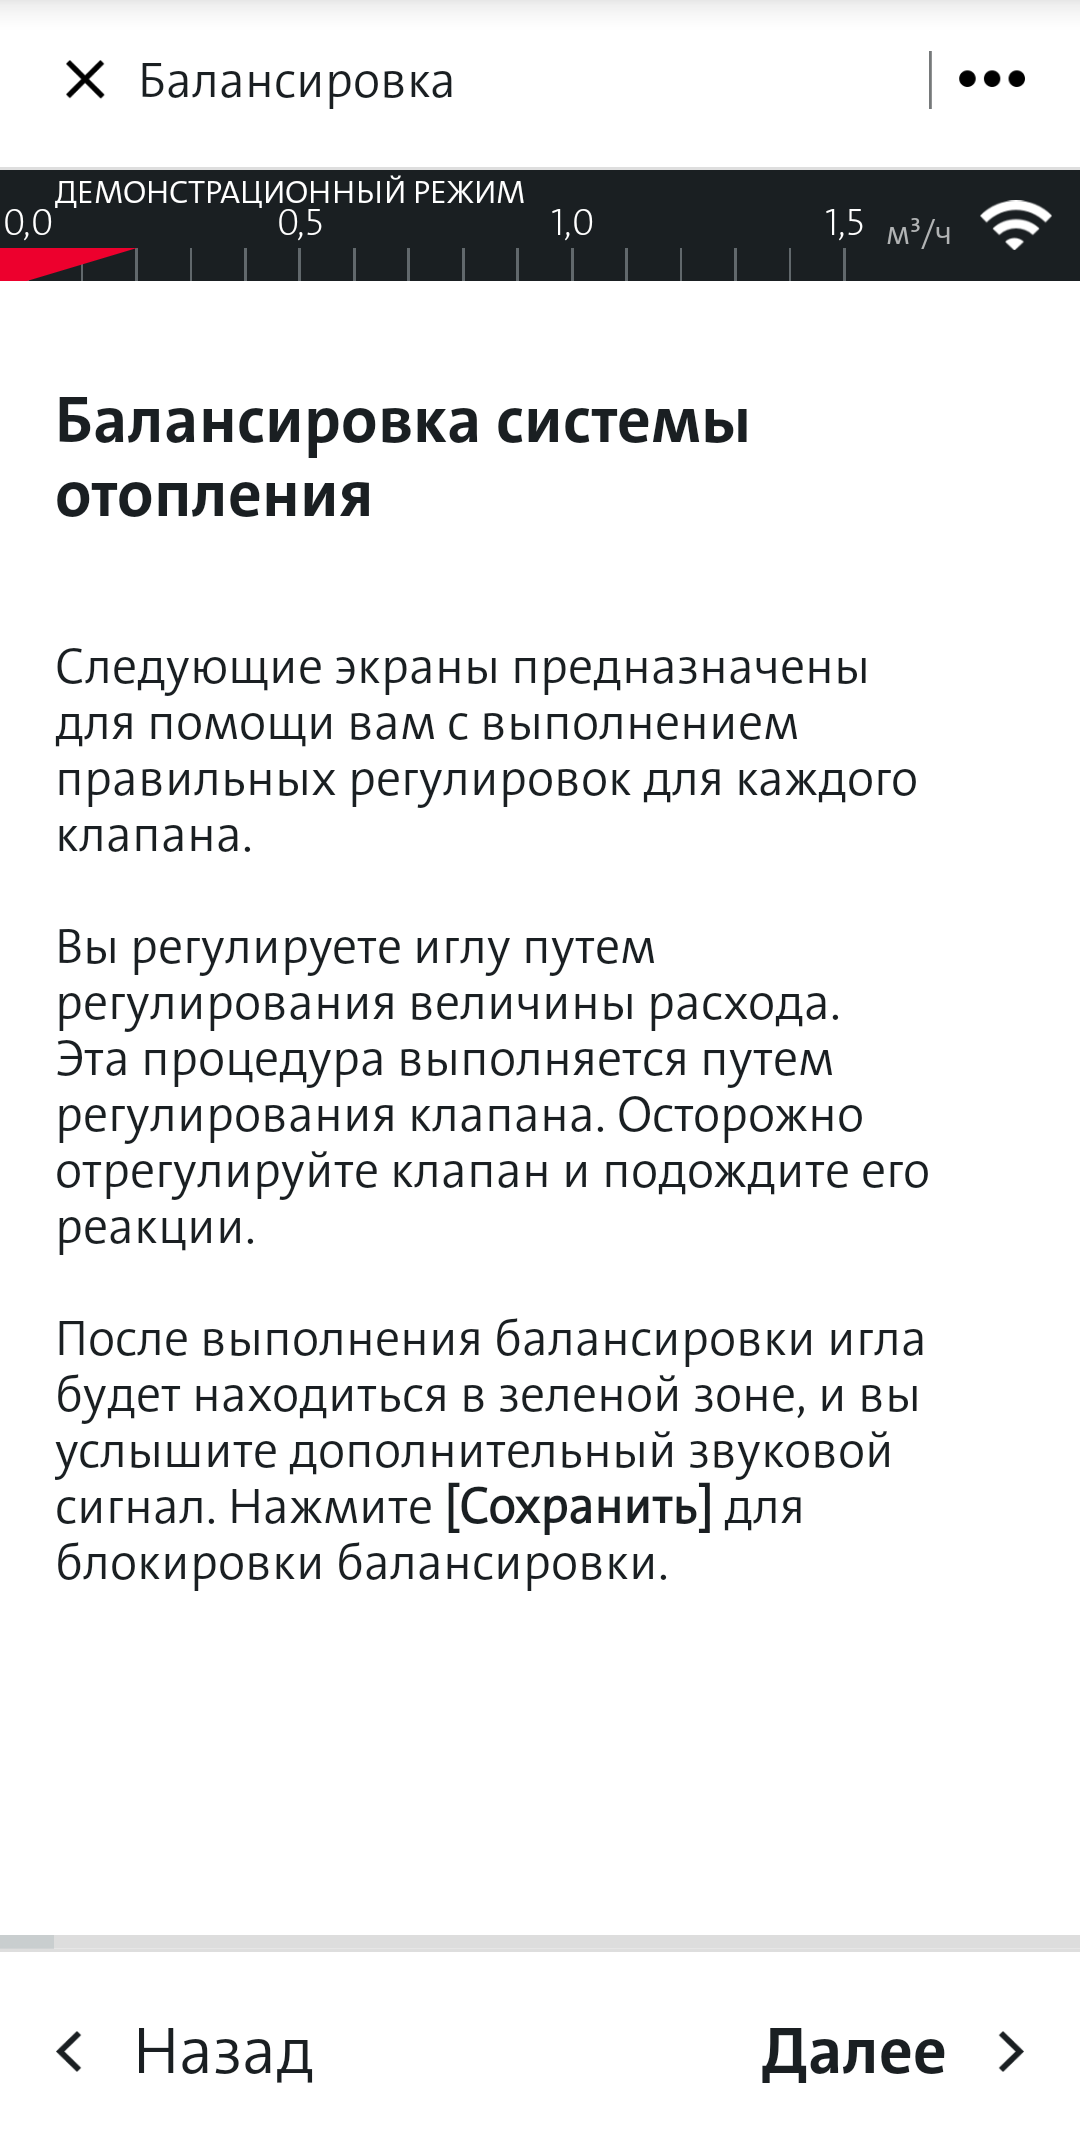 Балансировка
ДЕМОНСТРАЦИОННЫЙ РЕЖИМ
0,0 0,5 1,0 1,5 м³/ч
Балансировка системы
отопления
Следующие экраны предназначены
для помощи вам с выполнением
правильных регулировок для каждого
клапана.
Вы регулируете иглу путем
регулирования величины расхода.
Эта процедура выполняется путем
регулирования клапана. Осторожно
отрегулируйте клапан и подождите его
реакции.
После выполнения балансировки игла
будет находиться в зеленой зоне, и вы
услышите дополнительный звуковой
сигнал. Нажмите [Сохранить] для
блокировки балансировки.
Назад Далее